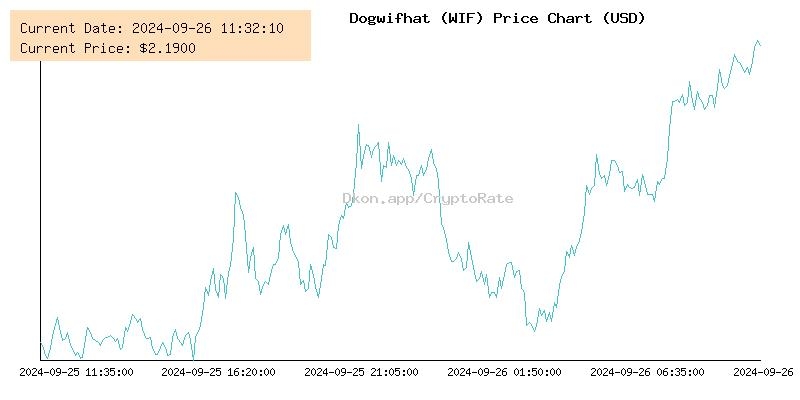 Dogwifhat (WIF) Price Chart (USD)
Current Date: 2024-09-26 11:32:10
Current Price: $2.1900
Dkon.app/CryptoRate
2024-09-25 11:35:00 2024-09-25 16:20:00 2024-09-25 21:05:00 2024-09-26 01:50:00 2024-09-26 06:35:00 2024-09-26